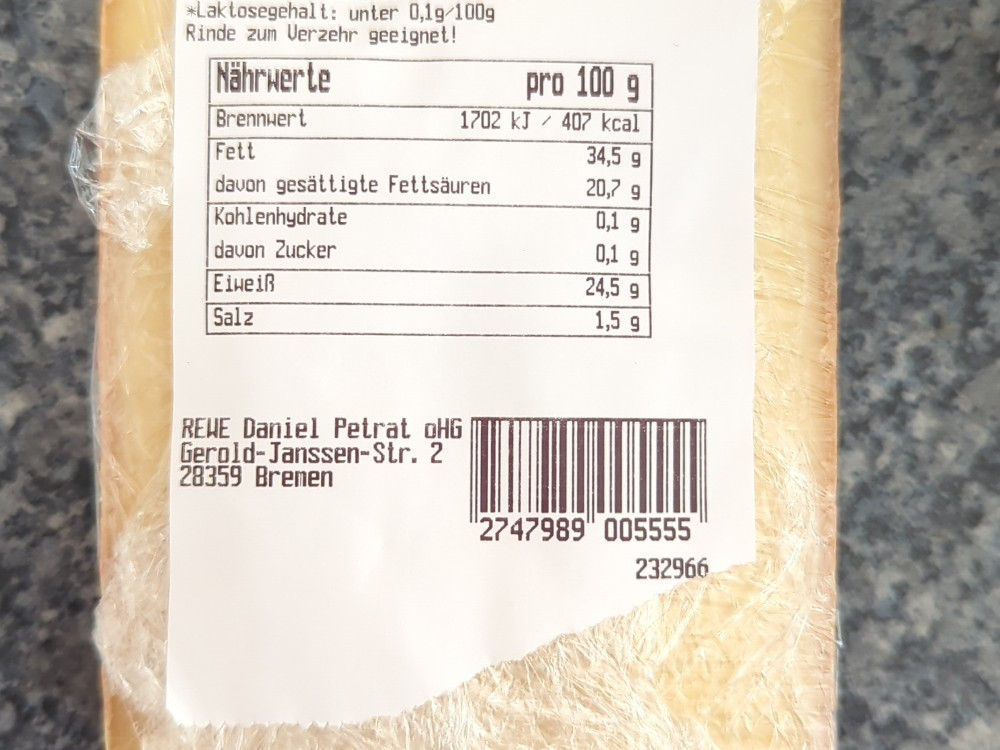 *Laktosegehalt: unter 0,1g/100g
Rinde zum Verzehr geeignet!
Nährwerte pro 100 g
Brennwert 1702 kJ / 407 kcal
Fett 34,5 g
davon gesättigte Fettsäuren 20,7 g
Kohlenhydrate 0,1 g
davon Zucker 0,1 g
Eiweiß 24,5 g
Salz 1,5 g
REWE Daniel Petrat oHG
Gerold-Janssen-Str. 2
28359 Bremen
2747989 005555
232966